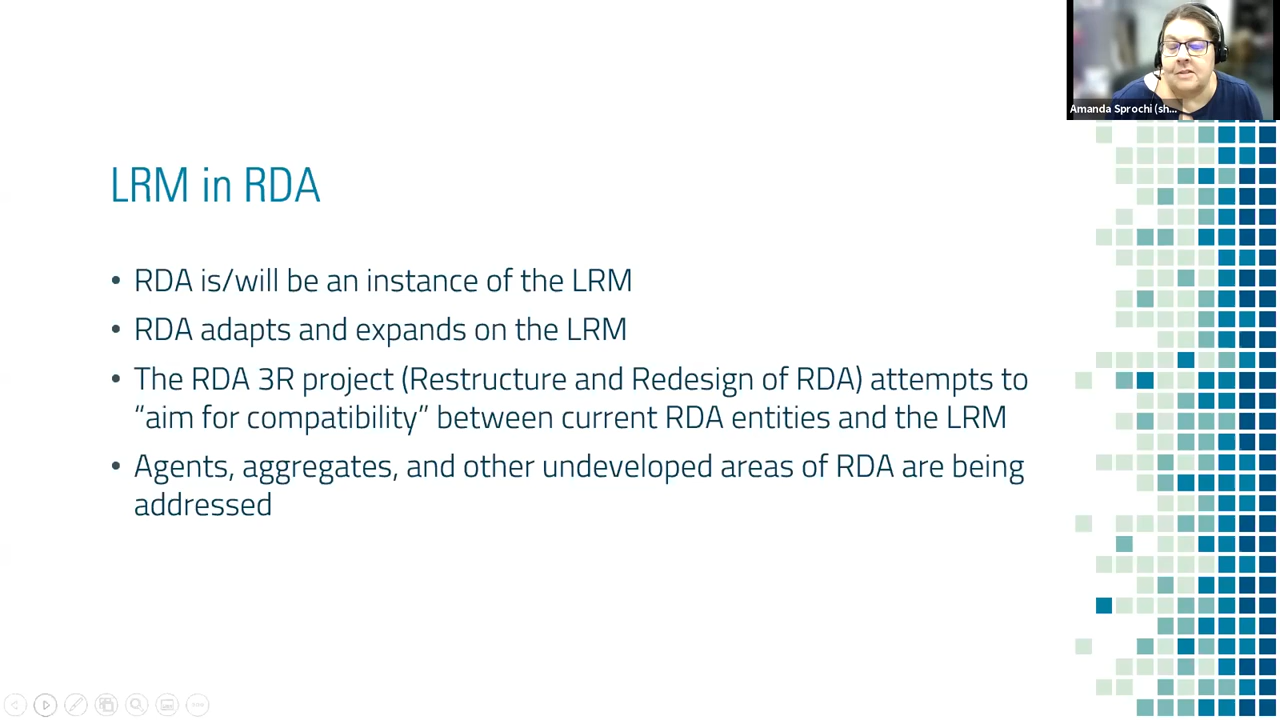 Amanda Sprochi (sh...
LRM in RDA
• RDA is/will be an instance of the LRM
• RDA adapts and expands on the LRM
• The RDA 3R project (Restructure and Redesign of RDA) attempts to
“aim for compatibility” between current RDA entities and the LRM
• Agents, aggregates, and other undeveloped areas of RDA are being
addressed